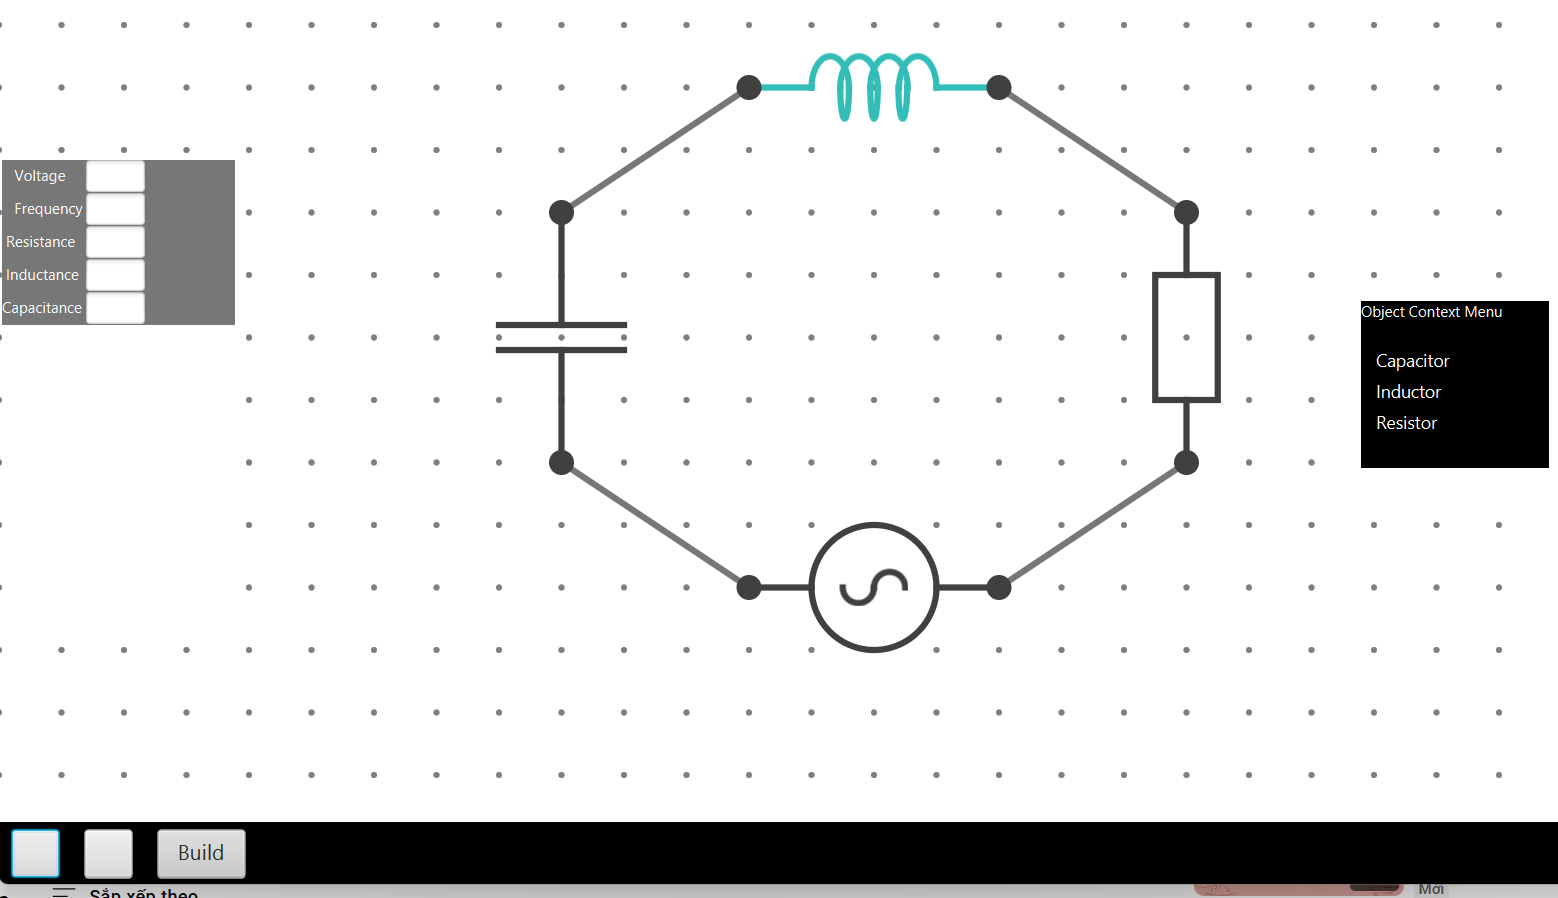 Voltage
Frequency
Resistance
Inductance
Capacitance
Object Context Menu
Capacitor
Inductor
Resistor
Build
Sắp xếp theo
Mới